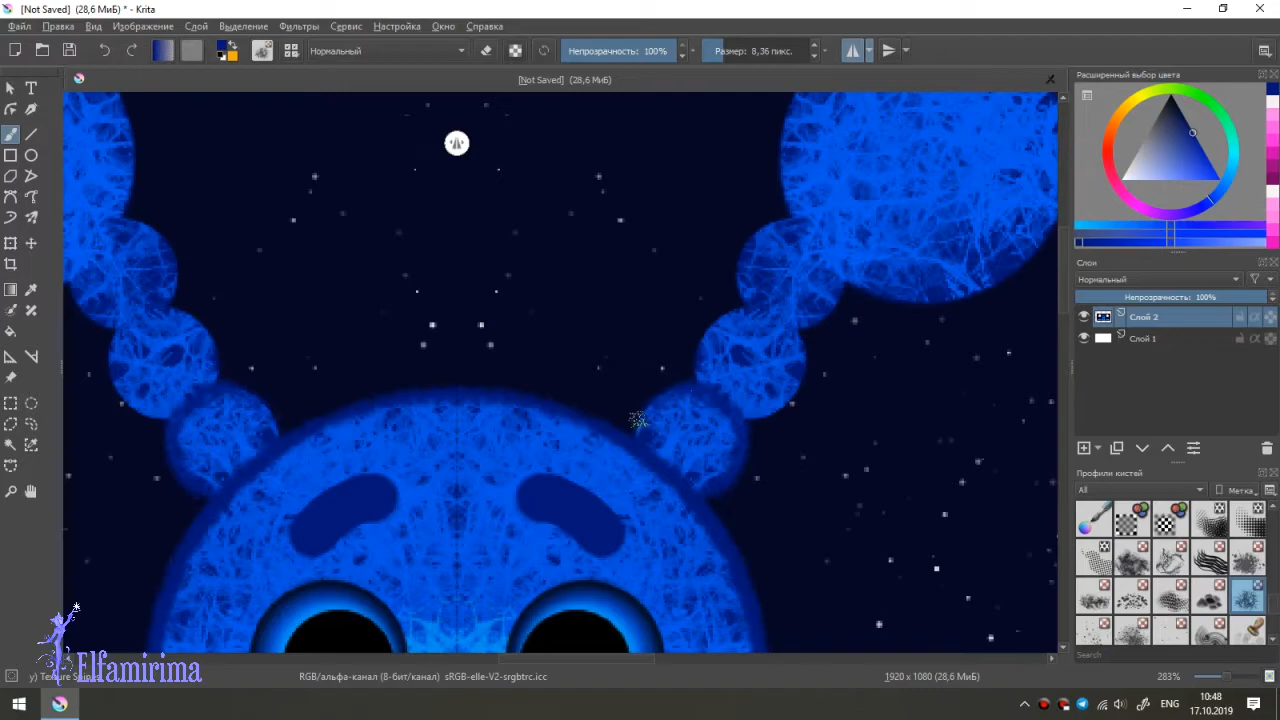 [Not Saved] (28,6 МиБ) * - Krita
Файл Правка Вид Изображение Слой Выделение Фильтры Сервис Настройка Окно Справка
Нормальный Непрозрачность: 100% Размер: 8,36 пикс.
[Not Saved] (28,6 МиБ)
Расширенный выбор цвета
Слои
Нормальный
Непрозрачность: 100%
Слой 2
Слой 1
Профили кистей
All Метка
Search
Elfamirima
y) Texture
RGB/альфа-канал (8-бит/канал) sRGB-elle-V2-srgbtrc.icc
1920 x 1080 (28,6 МиБ)
283%
ENG
10:48
17.10.2019